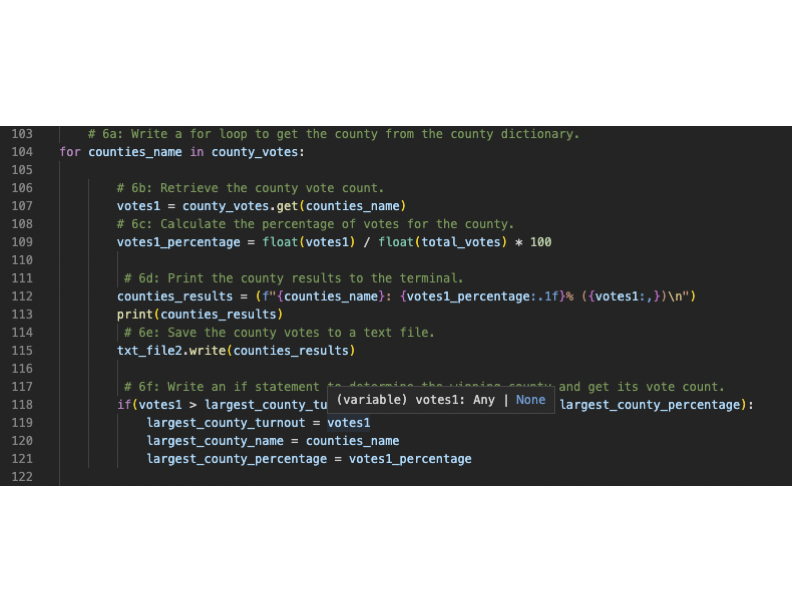 103 # 6a: Write a for loop to get the county from the county dictionary.
104 for counties_name in county_votes:
105
106 # 6b: Retrieve the county vote count.
107 votes1 = county_votes.get(counties_name)
108 # 6c: Calculate the percentage of votes for the county.
109 votes1_percentage = float(votes1) / float(total_votes) * 100
110
111 # 6d: Print the county results to the terminal.
112 counties_results = (f"{counties_name}: {votes1_percentage:.1f}% ({votes1:,})\n")
113 print(counties_results)
114 # 6e: Save the county votes to a text file.
115 txt_file2.write(counties_results)
116
117 # 6f: Write an if statement to determine the winning county and get its vote count.
(variable) votes1: Any | None
118 if(votes1 > largest_county_tu largest_county_percentage):
119 largest_county_turnout = votes1
120 largest_county_name = counties_name
121 largest_county_percentage = votes1_percentage
122